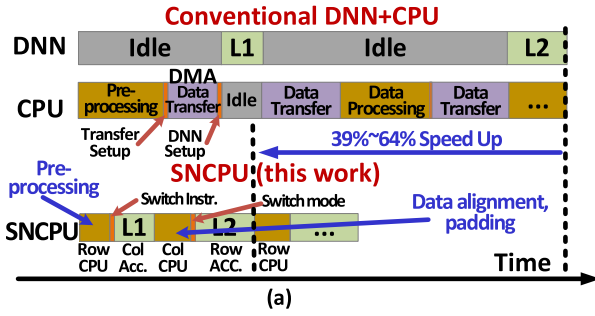 Conventional DNN+CPU
DNN
Idle
L1
Idle
L2
DMA
CPU
Pre-
processing
Data
Transfer
Idle
Data
Transfer
Data
Processing
Data
Transfer
...
Transfer
Setup
DNN
Setup
39%~64% Speed Up
SNCPU (this work)
Pre-
processing
Switch Instr.
Switch mode
Data alignment,
padding
SNCPU
L1
L2
...
Row
CPU
Col
Acc.
Col
CPU
Row
ACC.
Row
CPU
Time
(a)